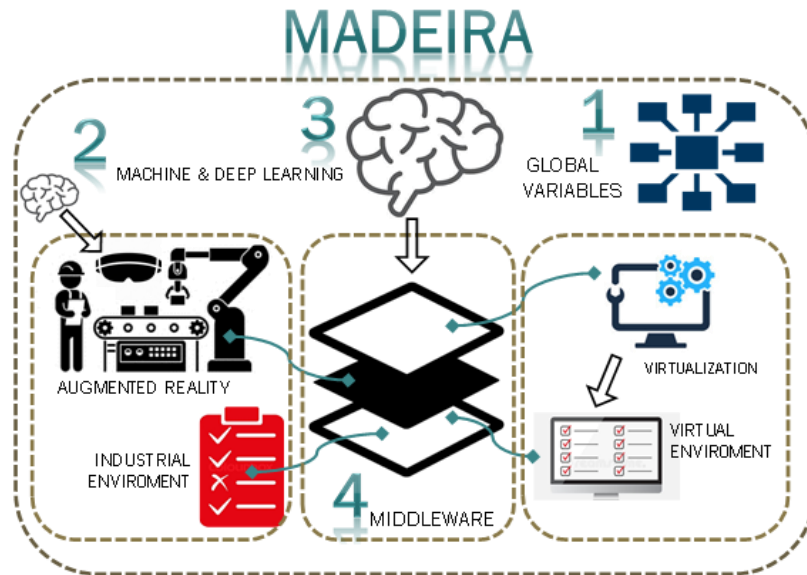 MADEIRA
2
MACHINE & DEEP LEARNING
3
1
GLOBAL
VARIABLES
AUGMENTED REALITY
INDUSTRIAL
ENVIROMENT
4
MIDDLEWARE
VIRTUALIZATION
VIRTUAL
ENVIROMENT